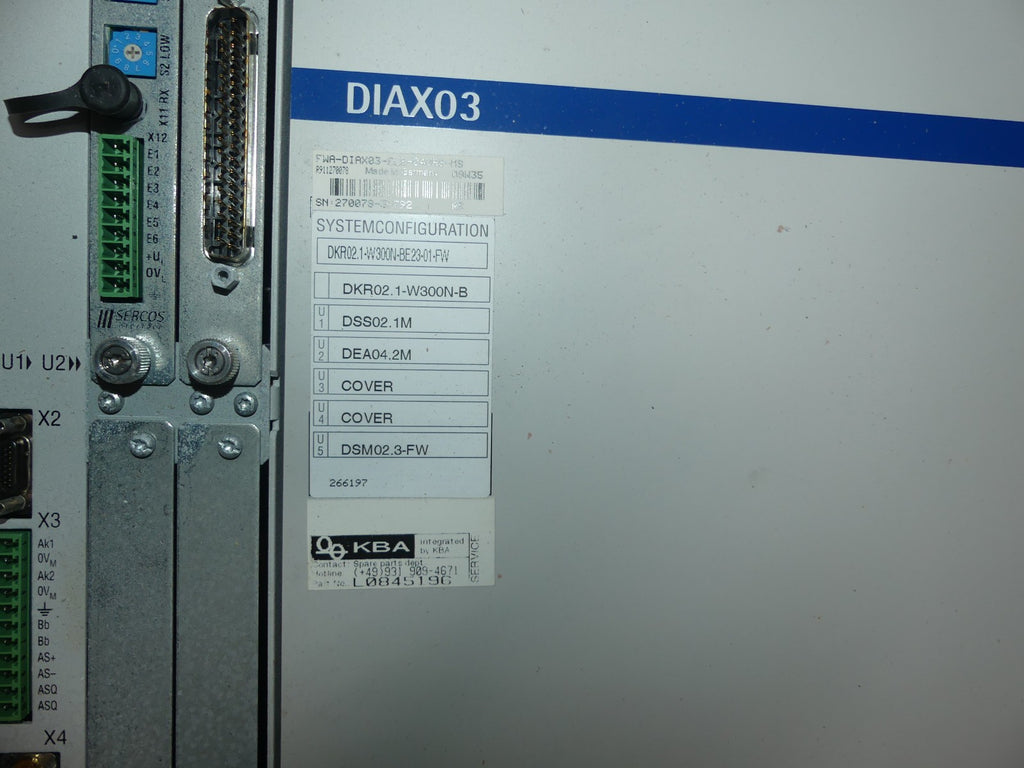 S2 LOW
X11 RX
X12
E1
E2
E3
E4
E5
E6
+U
0V
SERCOS
U1 U2
X2
X3
Ak1
0VM
Ak2
0VM
Bb
Bb
AS+
AS-
ASQ
ASQ
X4
DIAX03
Made in Germany 09W35
SYSTEMCONFIGURATION
DKR02.1-W300N-BE23-01-FW
DKR02.1-W300N-B
U1 DSS02.1M
U2 DEA04.2M
U3 COVER
U4 COVER
U5 DSM02.3-FW
266197
KBA integrated
by KBA
SERVICE
Contact: Spare parts dept.
Hotline: (+49)931 909-4671
Part No. L0845196